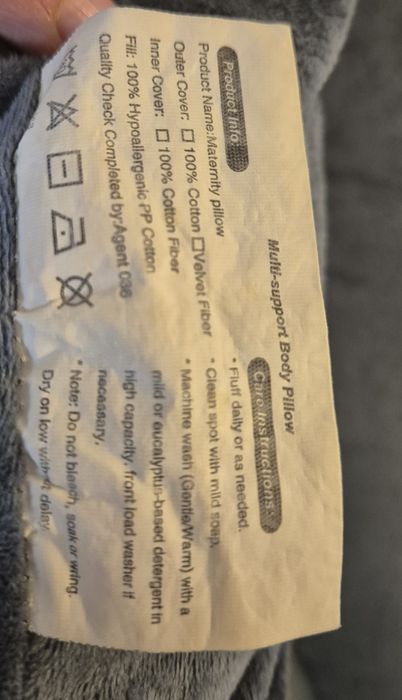 Multi-support Body Pillow
Product Info:
Product Name:Maternity pillow
Outer Cover: ☐ 100% Cotton ☐Velvet Fiber
Inner Cover: ☐ 100% Cotton Fiber
Fill: 100% Hypoallergenic PP Cotton
Quality Check Completed by:Agent 036
Care Instructions:
• Fluff daily or as needed.
• Clean spot with mild soap.
• Machine wash (Gentle/Warm) with a
mild or eucalyptus-based detergent in
high capacity, front load washer if
necessary.
* Note: Do not bleach, soak or wring.
Dry on low delay.